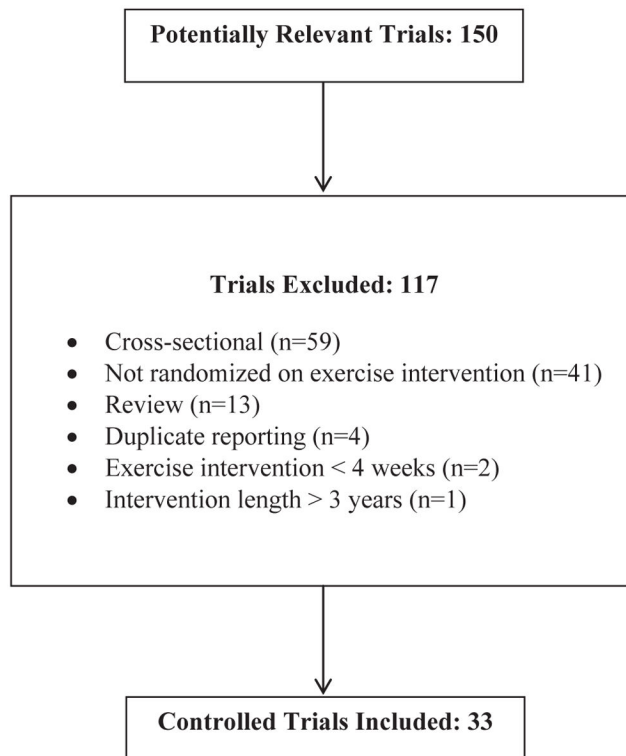 Potentially Relevant Trials: 150
Trials Excluded: 117
• Cross-sectional (n=59)
• Not randomized on exercise intervention (n=41)
• Review (n=13)
• Duplicate reporting (n=4)
• Exercise intervention < 4 weeks (n=2)
• Intervention length > 3 years (n=1)
Controlled Trials Included: 33